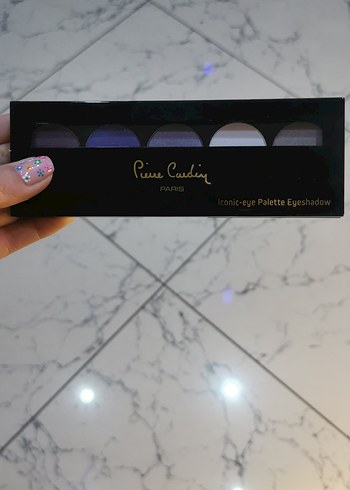 Pierre Cardin
PARIS
Iconic-eye Palette Eyeshadow